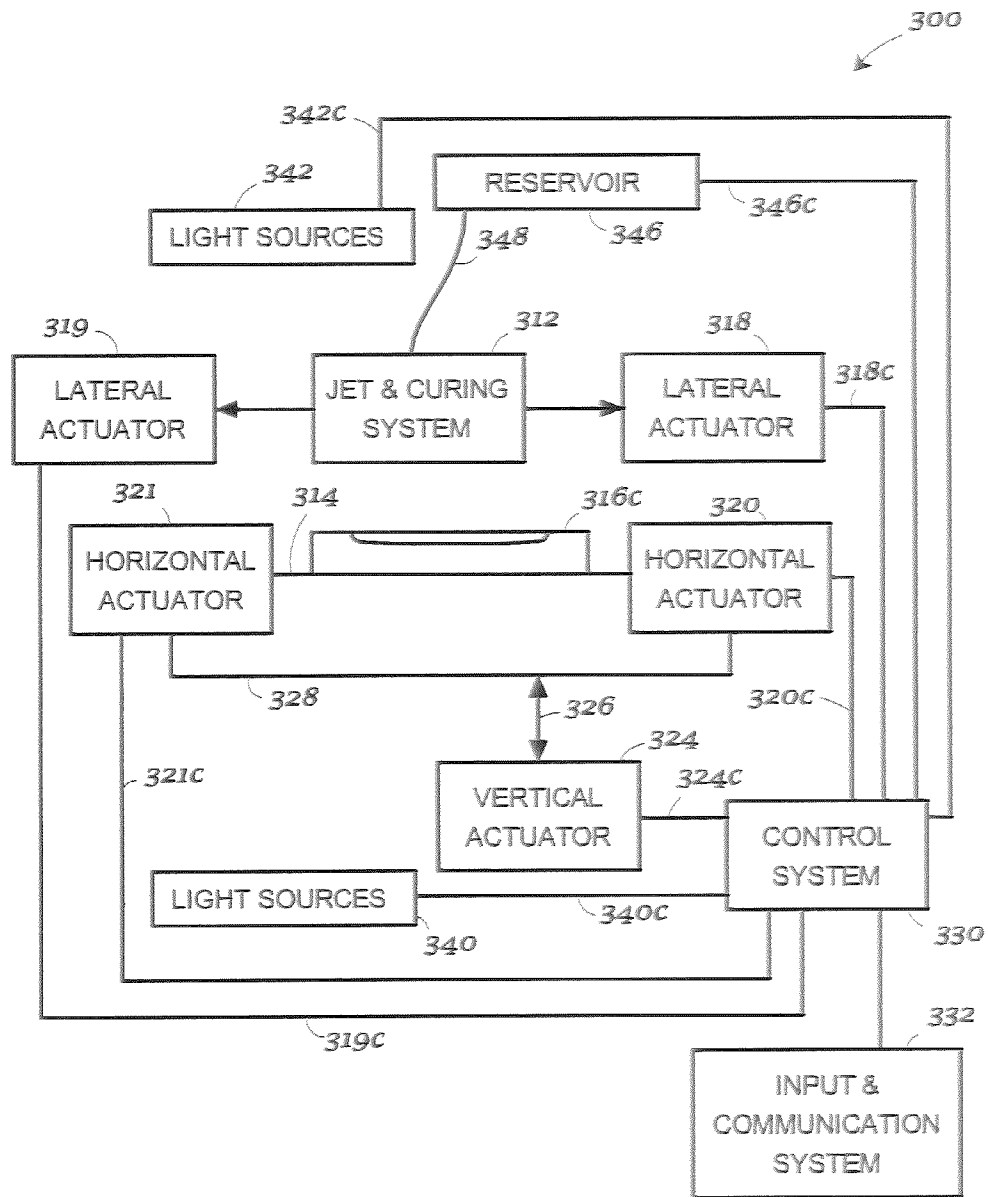 300
342c
342
RESERVOIR
346c
LIGHT SOURCES
348
346
319
312
318
318c
LATERAL
ACTUATOR
JET & CURING
SYSTEM
LATERAL
ACTUATOR
321
314
316c
320
HORIZONTAL
ACTUATOR
HORIZONTAL
ACTUATOR
328
326
320c
321c
324
324c
VERTICAL
ACTUATOR
CONTROL
SYSTEM
LIGHT SOURCES
340
340c
330
319c
332
INPUT &
COMMUNICATION
SYSTEM